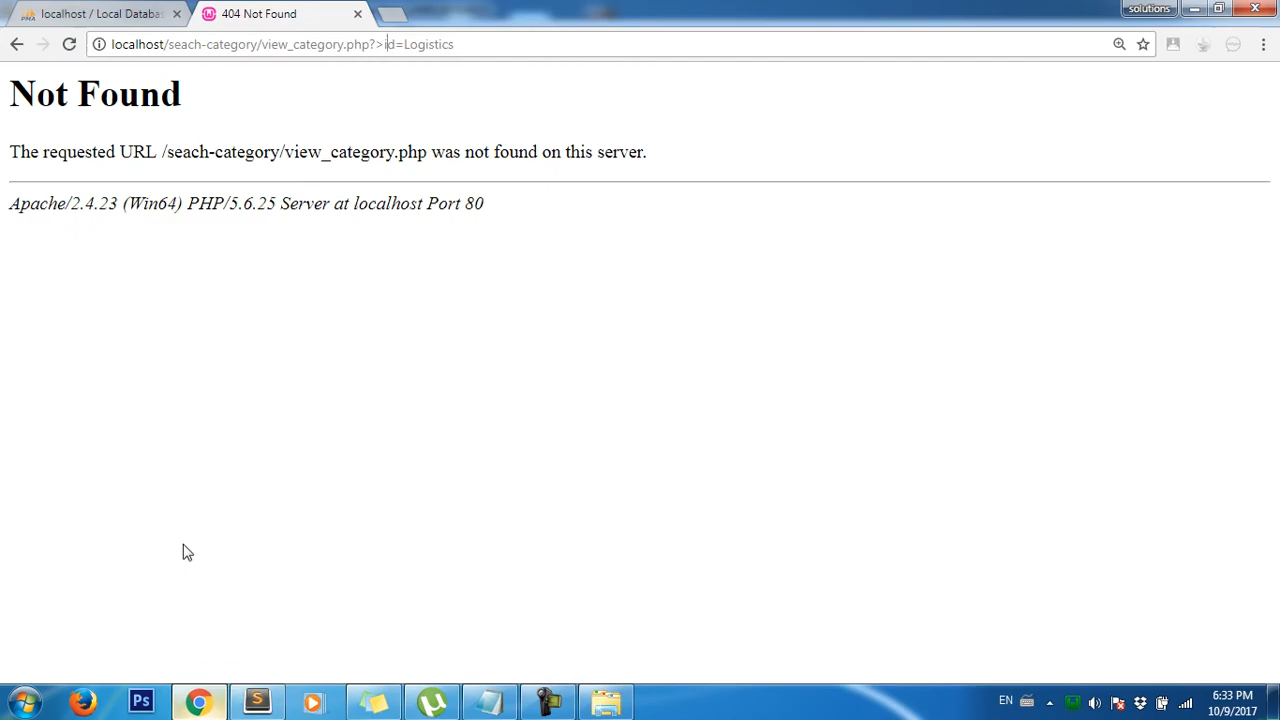 localhost / Local Databa
404 Not Found
solutions
localhost/seach-category/view_category.php?>id=Logistics
Not Found
The requested URL /seach-category/view_category.php was not found on this server.
Apache/2.4.23 (Win64) PHP/5.6.25 Server at localhost Port 80
Ps
S
EN
6:33 PM
10/9/2017